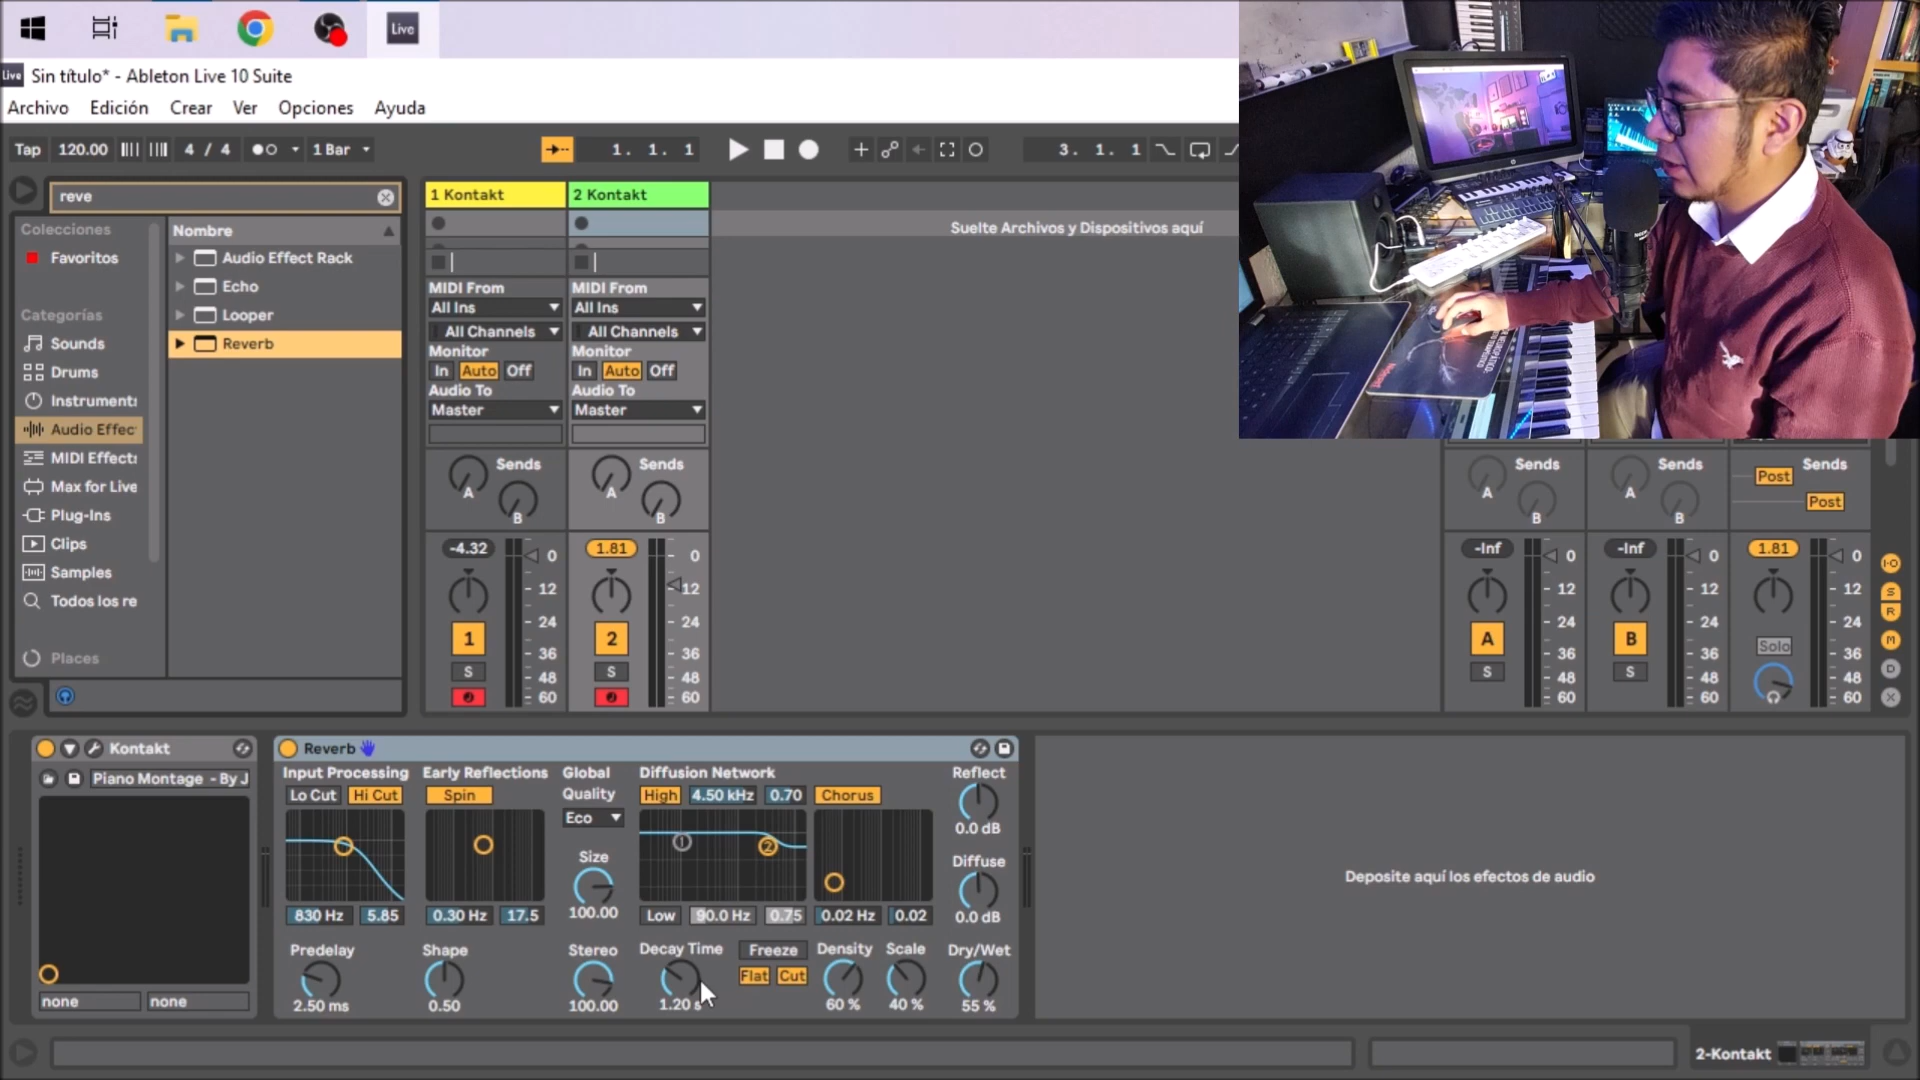 Live
Live Sin título* - Ableton Live 10 Suite
Archivo Edición Crear Ver Opciones Ayuda
Tap 120.00 4 / 4 1 Bar 1. 1. 1 3. 1. 1
reve
Colecciones
Favoritos
Categorías
Sounds
Drums
Instruments
Audio Effec
MIDI Effects
Max for Live
Plug-Ins
Clips
Samples
Todos los re
Places
Nombre
Audio Effect Rack
Echo
Looper
Reverb
1 Kontakt 2 Kontakt
Suelte Archivos y Dispositivos aquí
MIDI From MIDI From
All Ins All Ins
All Channels All Channels
Monitor Monitor
In Auto Off In Auto Off
Audio To Audio To
Master Master
Sends Sends Sends Sends Post Sends
A A A A Post
B B B B
-4.32 0 1.81 0 -Inf 0 -Inf 0 1.81 0
12 12 12 12 12
24 24 24 24 24
1 36 2 36 A 36 B 36 Solo 36
S 48 S 48 S 48 S 48 48
60 60 60 60 60
I-O
S
R
M
D
X
Kontakt
Piano Montage - By J
none none
Reverb
Input Processing Early Reflections Global Diffusion Network Reflect
Lo Cut Hi Cut Spin Quality High 4.50 kHz 0.70 Chorus
Eco 0.0 dB
1 2
Size Diffuse
100.00 0.0 dB
830 Hz 5.85 0.30 Hz 17.5 Low 90.0 Hz 0.75 0.02 Hz 0.02
Predelay Shape Stereo Decay Time Freeze Density Scale Dry/Wet
Flat Cut
2.50 ms 0.50 100.00 1.20 s 60 % 40 % 55 %
Deposite aquí los efectos de audio
2-Kontakt